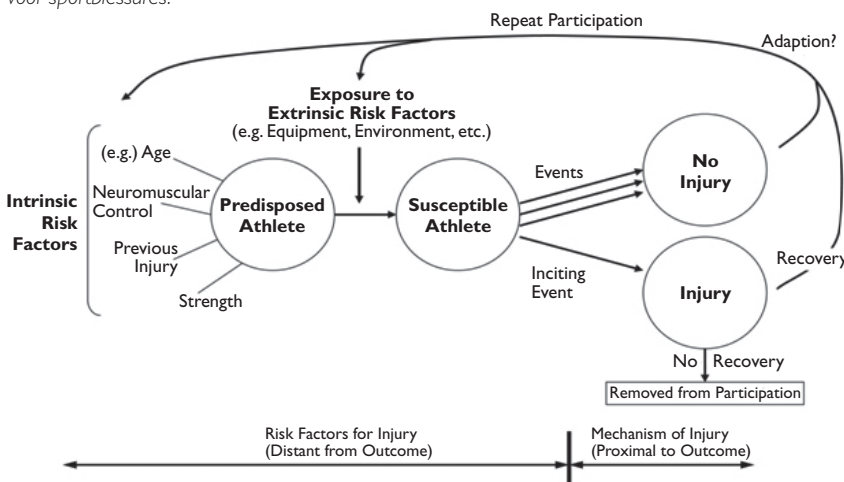 voor sportblessures.
Repeat Participation
Adaption?
Exposure to
Extrinsic Risk Factors
(e.g. Equipment, Environment, etc.)
Intrinsic
Risk
Factors
(e.g.) Age
Neuromuscular
Control
Previous
Injury
Strength
Predisposed
Athlete
Susceptible
Athlete
Events
Inciting
Event
No
Injury
Injury
Recovery
No Recovery
Removed from Participation
Risk Factors for Injury
(Distant from Outcome)
Mechanism of Injury
(Proximal to Outcome)